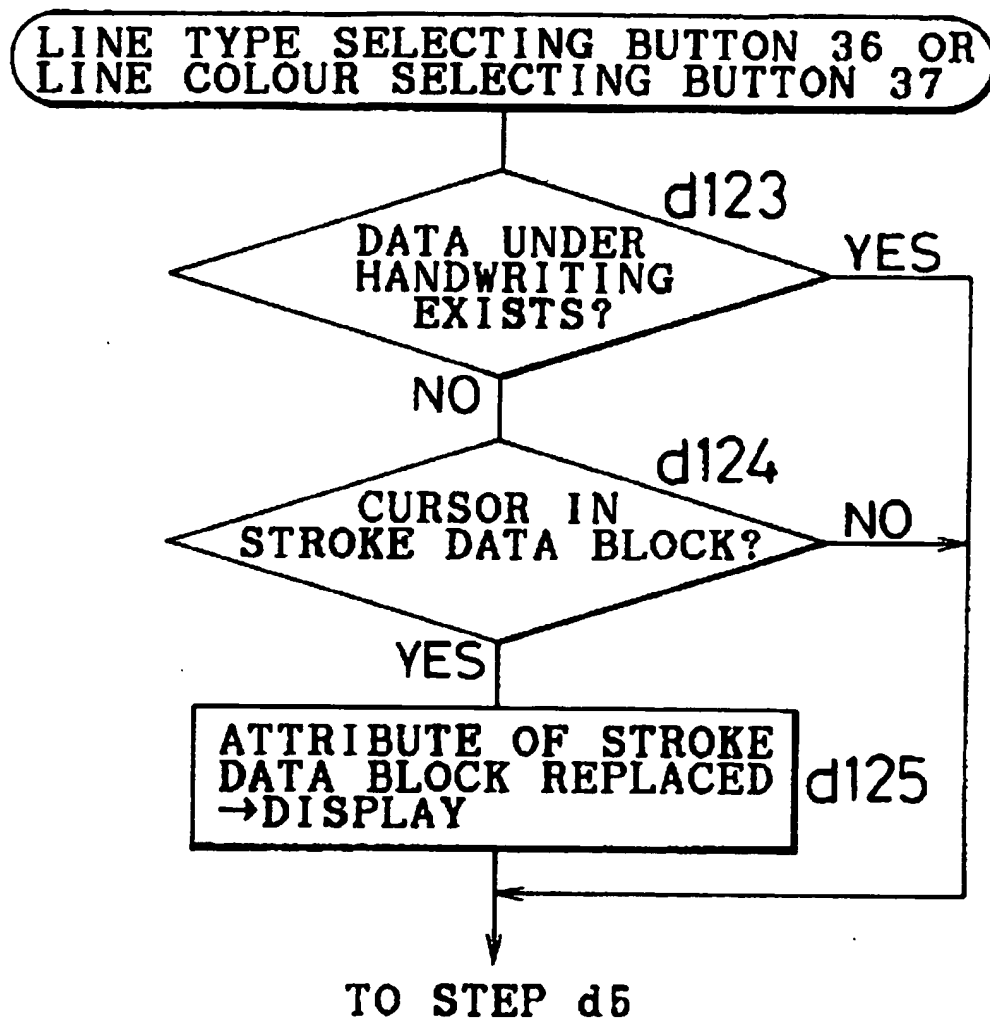 LINE TYPE SELECTING BUTTON 36 OR
LINE COLOUR SELECTING BUTTON 37
d123
DATA UNDER
HANDWRITING
EXISTS?
YES
NO
d124
CURSOR IN
STROKE DATA BLOCK?
NO
YES
ATTRIBUTE OF STROKE
DATA BLOCK REPLACED
→DISPLAY
d125
TO STEP d5